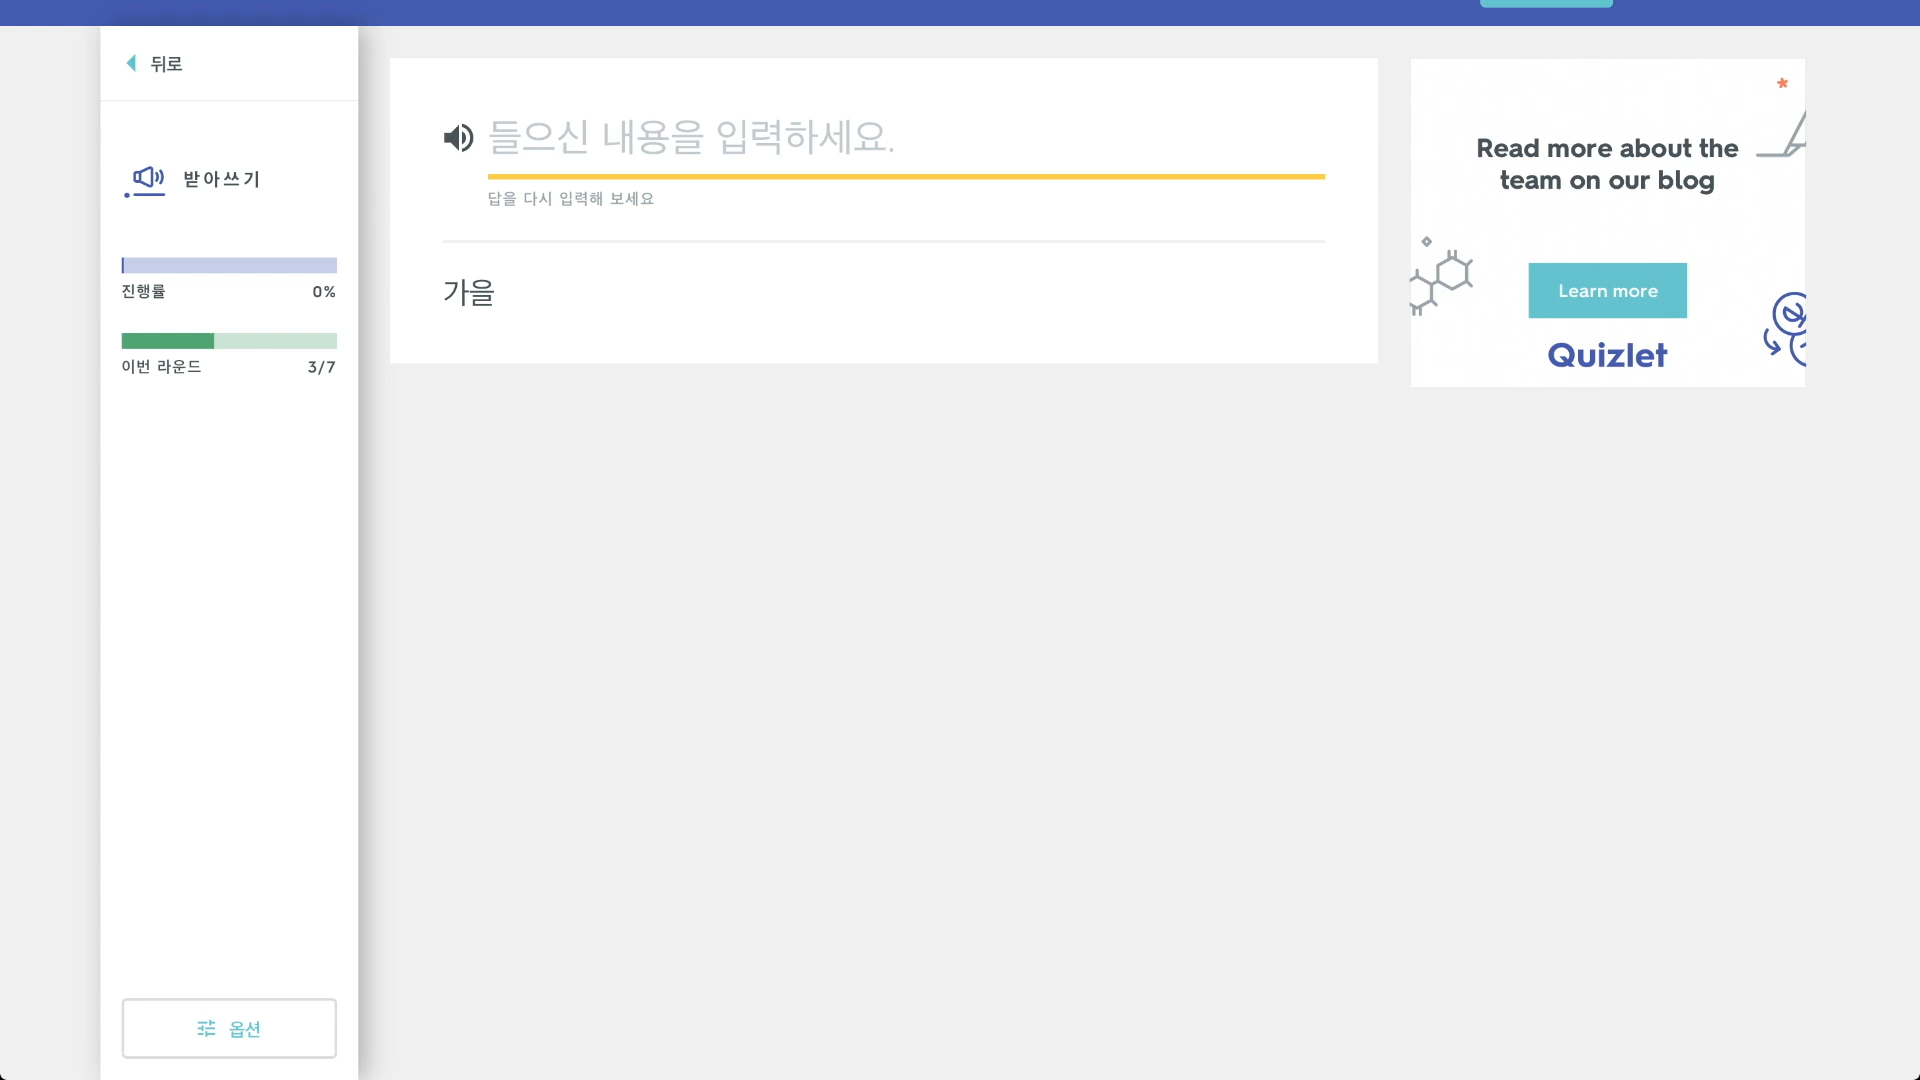 뒤로
받아쓰기
진행률 0%
이번 라운드 3/7
옵션
들으신 내용을 입력하세요.
답을 다시 입력해 보세요
가을
Read more about the
team on our blog
Learn more
Quizlet